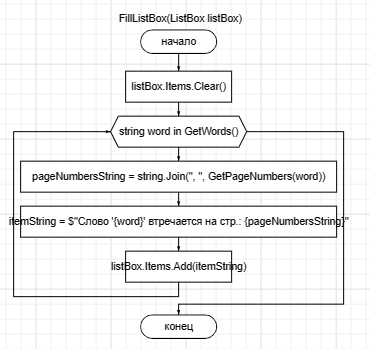 FillListBox(ListBox listBox)
начало
listBox.Items.Clear()
string word in GetWords()
pageNumbersString = string.Join(", ", GetPageNumbers(word))
itemString = $"Слово '{word}' втречается на стр.: {pageNumbersString}"
listBox.Items.Add(itemString)
конец